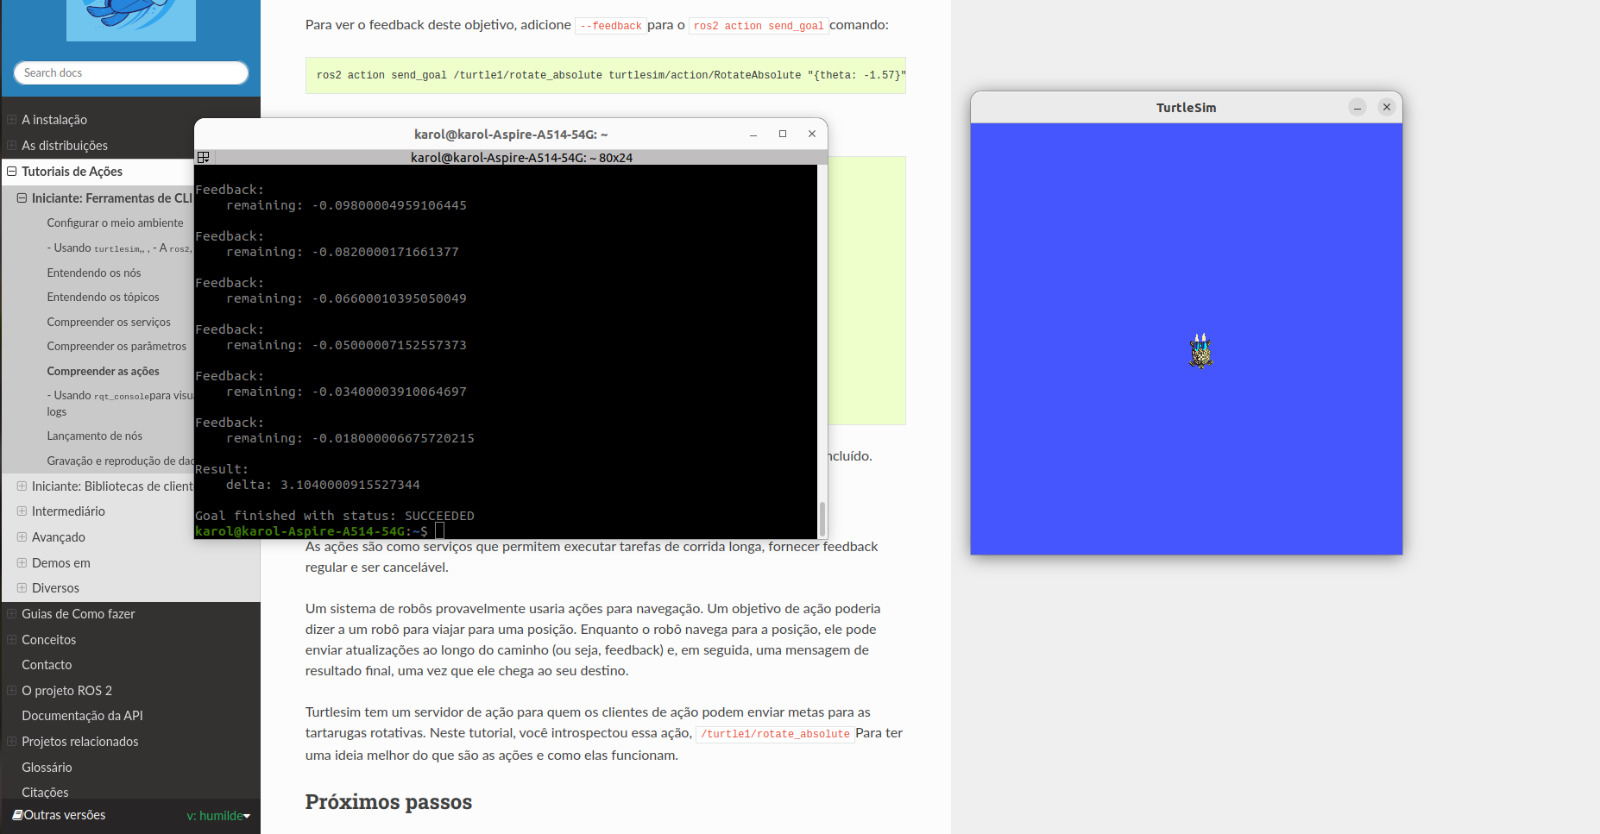 Search docs
A instalação
As distribuições
Tutoriais de Ações
Iniciante: Ferramentas de CLI
Configurar o meio ambiente
- Usando turtlesim,, , - A ros2,
Entendendo os nós
Entendendo os tópicos
Compreender os serviços
Compreender os parâmetros
Compreender as ações
- Usando rqt_consolepara visu
logs
Lançamento de nós
Gravação e reprodução de dad
Iniciante: Bibliotecas de client
Intermediário
Avançado
Demos em
Diversos
Guias de Como fazer
Conceitos
Contacto
O projeto ROS 2
Documentação da API
Projetos relacionados
Glossário
Citações
Outras versões
v: humilde
Para ver o feedback deste objetivo, adicione --feedback para o ros2 action send_goal comando:
ros2 action send_goal /turtle1/rotate_absolute turtlesim/action/RotateAbsolute "{theta: -1.57}"
karol@karol-Aspire-A514-54G: ~
karol@karol-Aspire-A514-54G: ~ 80x24
Feedback:
remaining: -0.09800004959106445
Feedback:
remaining: -0.0820000171661377
Feedback:
remaining: -0.06600010395050049
Feedback:
remaining: -0.05000007152557373
Feedback:
remaining: -0.03400003910064697
Feedback:
remaining: -0.018000006675720215
Result:
delta: 3.1040000915527344
Goal finished with status: SUCCEEDED
karol@karol-Aspire-A514-54G:~$
ncluído.
As ações são como serviços que permitem executar tarefas de corrida longa, fornecer feedback
regular e ser cancelável.
Um sistema de robôs provavelmente usaria ações para navegação. Um objetivo de ação poderia
dizer a um robô para viajar para uma posição. Enquanto o robô navega para a posição, ele pode
enviar atualizações ao longo do caminho (ou seja, feedback) e, em seguida, uma mensagem de
resultado final, uma vez que ele chega ao seu destino.
Turtlesim tem um servidor de ação para quem os clientes de ação podem enviar metas para as
tartarugas rotativas. Neste tutorial, você introspectou essa ação, /turtle1/rotate_absolute Para ter
uma ideia melhor do que são as ações e como elas funcionam.
Próximos passos
TurtleSim